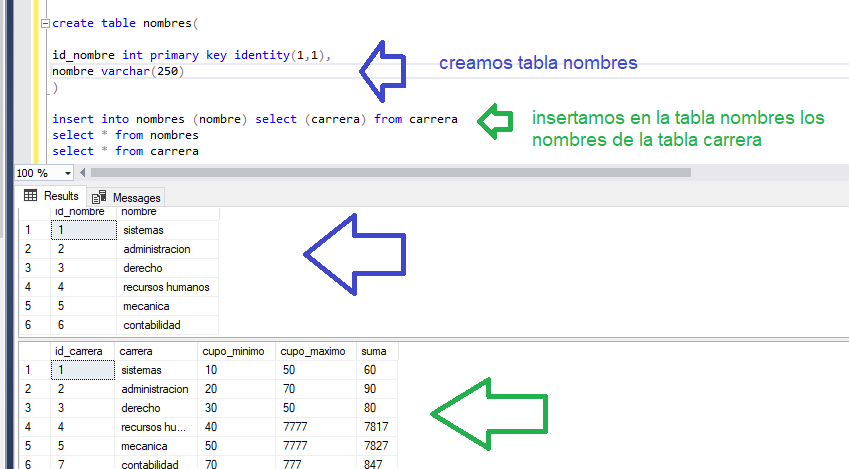 create table nombres(
id_nombre int primary key identity(1,1),
nombre varchar(250)
)
creamos tabla nombres
insert into nombres (nombre) select (carrera) from carrera
select * from nombres
select * from carrera
insertamos en la tabla nombres los
nombres de la tabla carrera
100 %
Results Messages
id_nombre nombre
1 1 sistemas
2 2 administracion
3 3 derecho
4 4 recursos humanos
5 5 mecanica
6 6 contabilidad
id_carrera carrera cupo_minimo cupo_maximo suma
1 1 sistemas 10 50 60
2 2 administracion 20 70 90
3 3 derecho 30 50 80
4 4 recursos hu... 40 7777 7817
5 5 mecanica 50 7777 7827
6 7 contabilidad 70 777 847